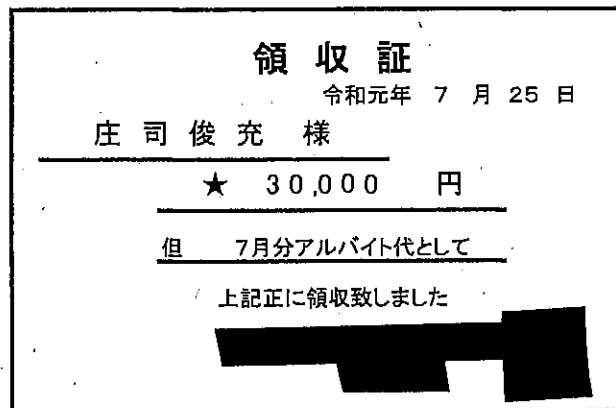 領収証
令和元年 7 月 25 日
庄司俊充 様
★ 30,000 円
但 7月分アルバイト代として
上記正に領収致しました